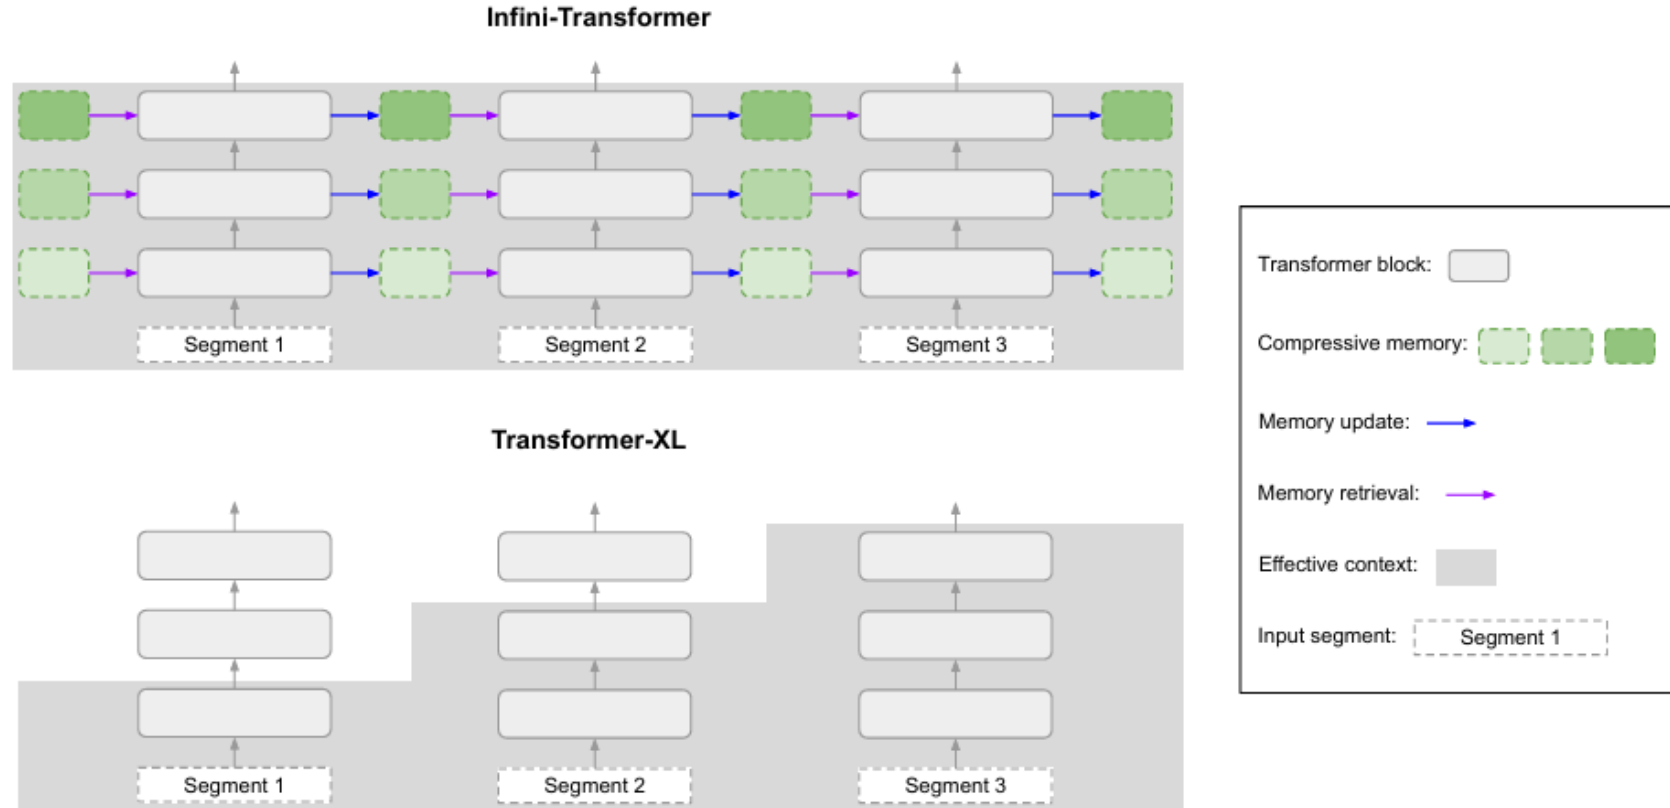 Infini-Transformer
Segment 1
Segment 2
Segment 3
Transformer-XL
Segment 1
Segment 2
Segment 3
Transformer block:
Compressive memory:
Memory update:
Memory retrieval:
Effective context:
Input segment:
Segment 1